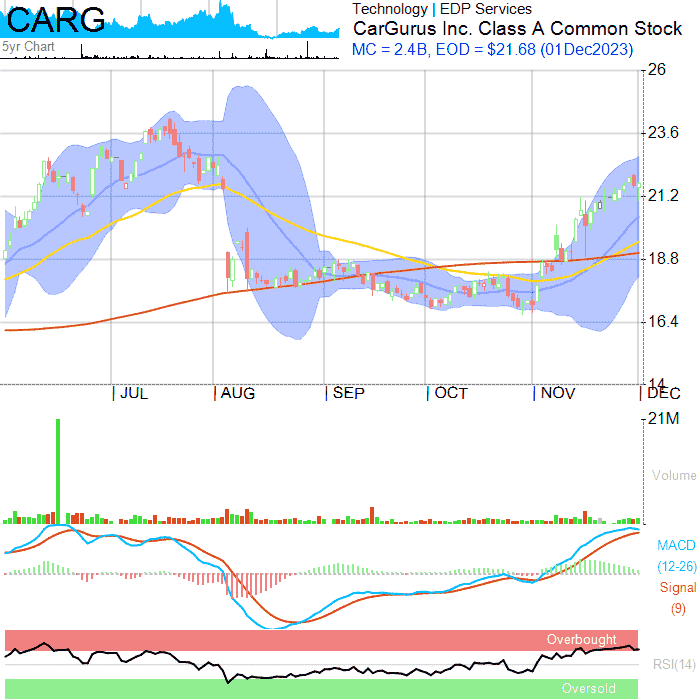 CARG
Technology | EDP Services
CarGurus Inc. Class A Common Stock
MC = 2.4B, EOD = $21.68 (01Dec2023)
5yr Chart
26
23.6
21.2
18.8
16.4
14
JUL AUG SEP OCT NOV DEC
21M
Volume
MACD
(12-26)
Signal
(9)
Overbought
RSI(14)
Oversold